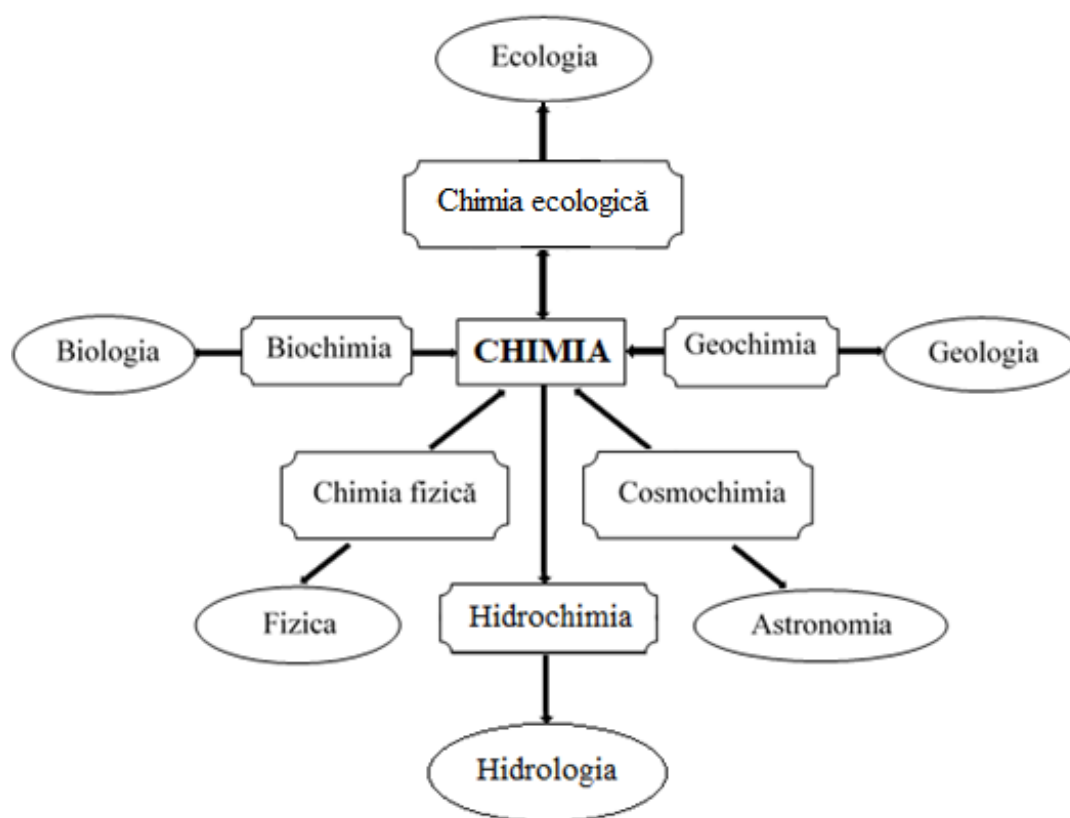 Ecologia
Chimia ecologică
Biologia
Biochimia
CHIMIA
Geochimia
Geologia
Chimia fizică
Cosmochimia
Fizica
Hidrochimia
Astronomia
Hidrologia